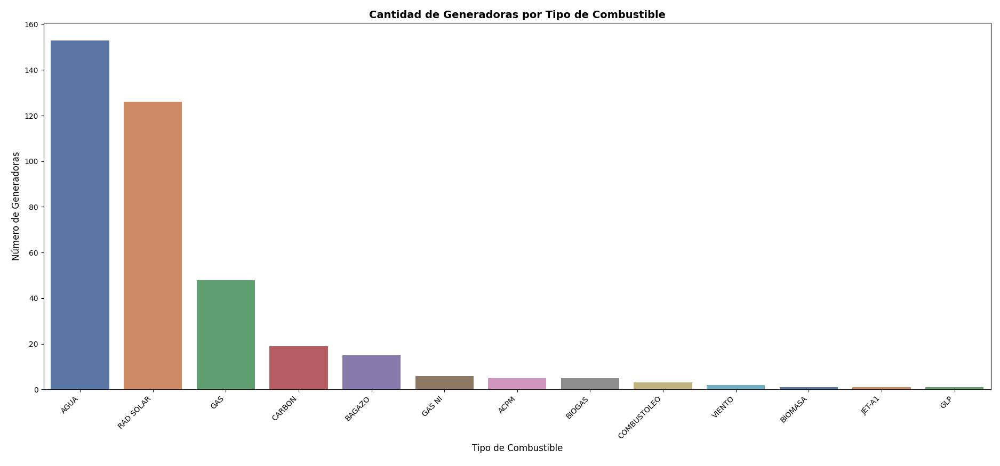 Cantidad de Generadoras por Tipo de Combustible
160
140
120
100
80
60
40
20
0
Número de Generadoras
AGUA
RAD SOLAR
GAS
CARBON
BAGAZO
GAS NI
ACPM
BIOGAS
COMBUSTOLEO
VIENTO
BIOMASA
JET-A1
GLP
Tipo de Combustible